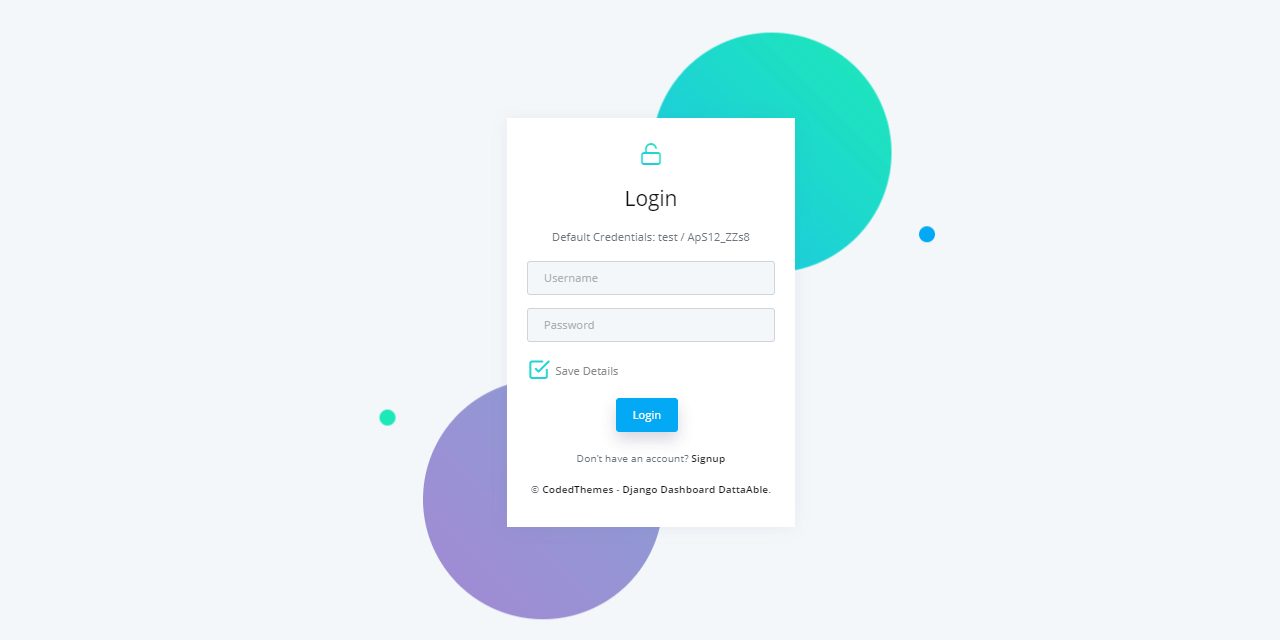 Login
Default Credentials: test / ApS12_ZZs8
Username
Password
Save Details
Login
Don't have an account? Signup
© CodedThemes - Django Dashboard DattaAble.